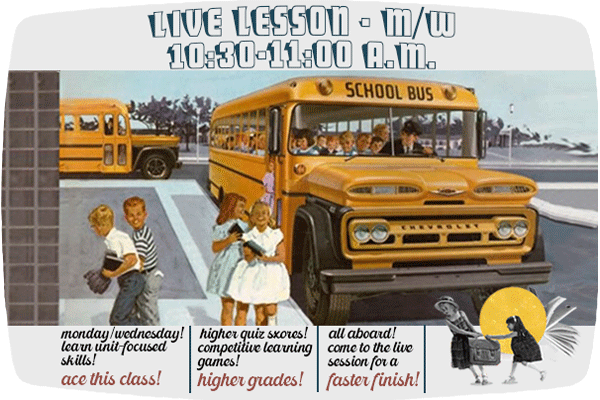 LIVE LESSON - M/W
10:30-11:00 A.M.
SCHOOL BUS
CHEVROLET
monday/wednesday!
learn unit-focused
skills!
ace this class!
higher quiz skores!
competitive learning
games!
higher grades!
all aboard!
come to the live
session for a
faster finish!